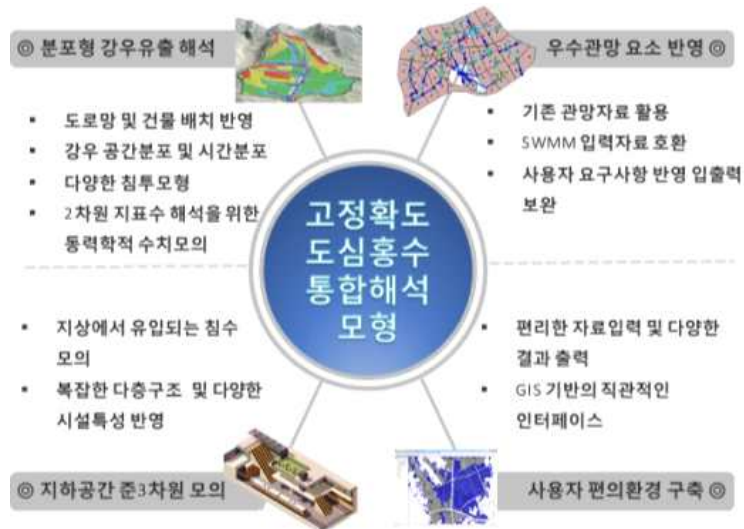 ◎ 분포형 강우유출 해석
▪ 도로망 및 건물 배치 반영
▪ 강우 공간분포 및 시간분포
▪ 다양한 침투모형
▪ 2차원 지표수 해석을 위한
동력학적 수치모의
우수관망 요소 반영 ◎
▪ 기존 관망자료 활용
▪ SWMM 입력자료 호환
▪ 사용자 요구사항 반영 입출력
보완
고정확도
도심홍수
통합해석
모형
▪ 지상에서 유입되는 침수
모의
▪ 복잡한 다층구조 및 다양한
시설특성 반영
◎ 지하공간 준3차원 모의
▪ 편리한 자료입력 및 다양한
결과 출력
▪ GIS 기반의 직관적인
인터페이스
사용자 편의환경 구축 ◎